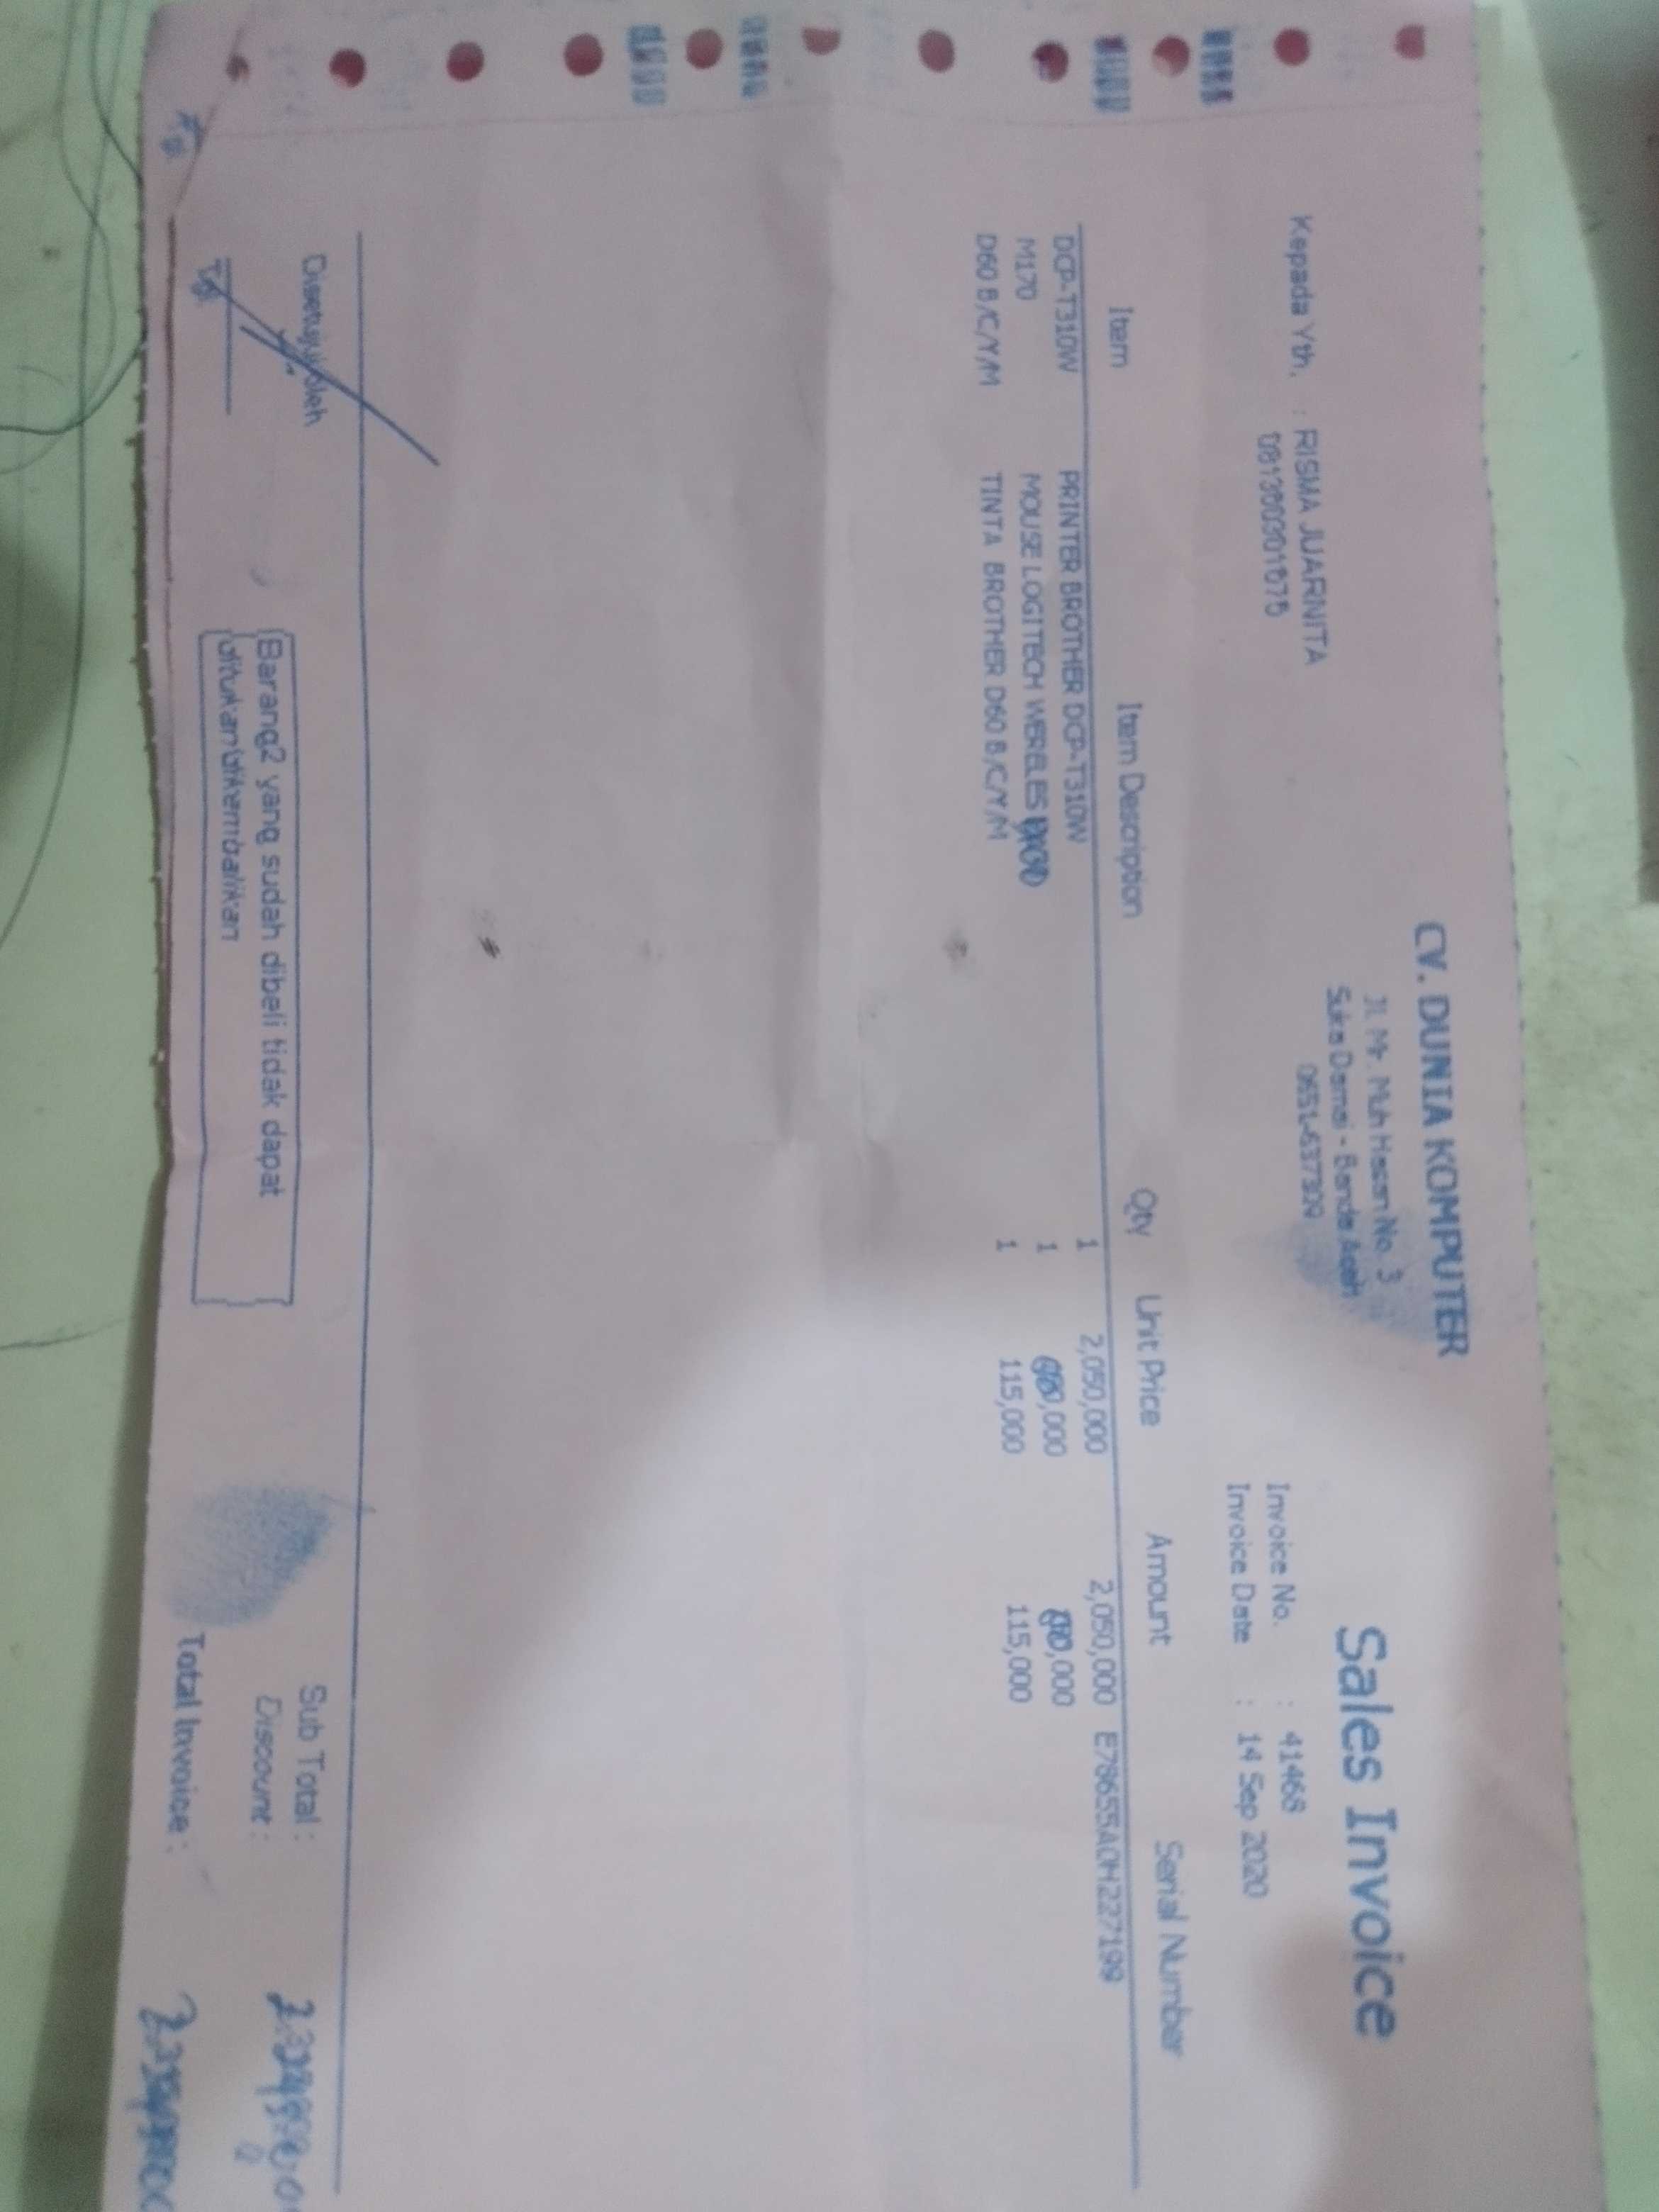 CV. DUNIA KOMPUTER
Jl. Mr. Muh Hasan No. 3
Suka Damai - Banda Aceh
0651-637309
Sales Invoice
Kepada Yth. : RISMA JUARNITA
Invoice No. : 41468
Invoice Date : 14 Sep 2020
Item Item Description Qty Unit Price Amount Serial Number
DCP-T310W PRINTER BROTHER DCP-T310W 1 2,050,000 2,050,000 E78655A0H227199
M170 MOUSE LOGITECH WERELES 1
D60 B/C/Y/M TINTA BROTHER D60 B/C/Y/M 1 115,000 115,000
Disetujui oleh
Tgl
Barang2 yang sudah dibeli tidak dapat
ditukan/dikembalikan
Sub Total :
Discount : 0
Total Invoice :